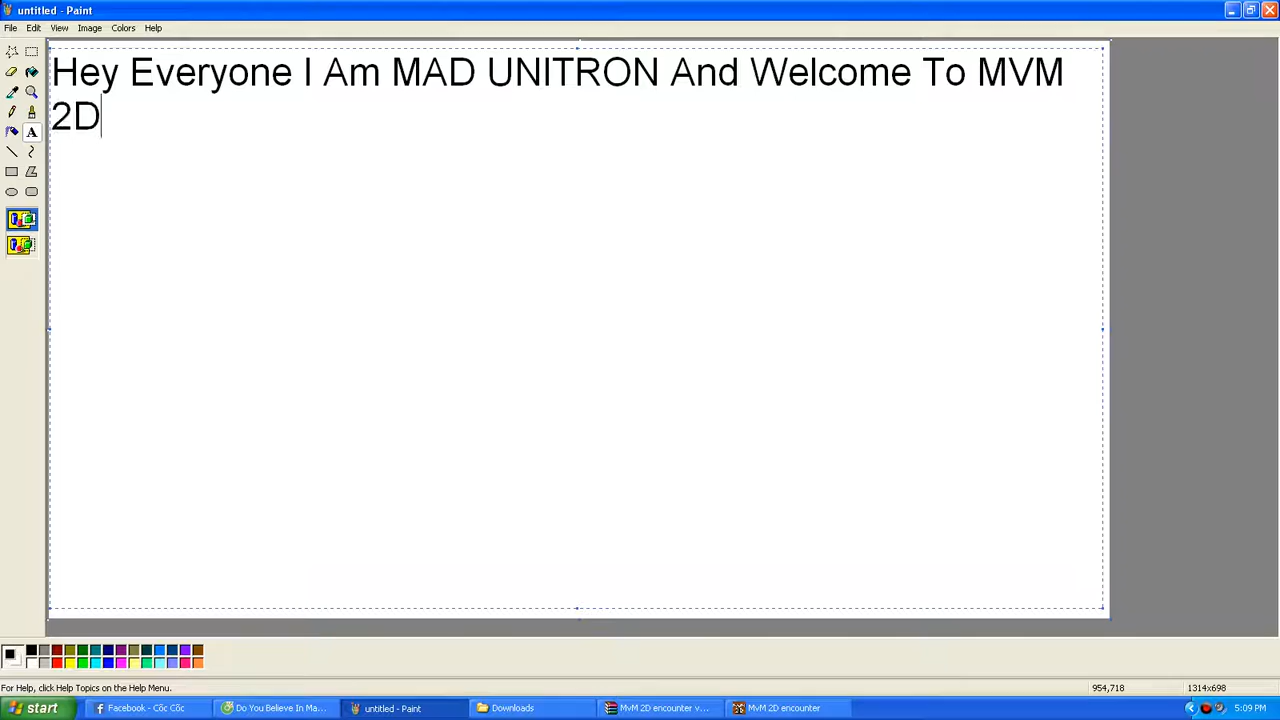 untitled - Paint
File Edit View Image Colors Help
Hey Everyone I Am MAD UNITRON And Welcome To MVM
2D
For Help, click Help Topics on the Help Menu.
954,718
1314x698
start
Facebook - Cốc Cốc
Do You Believe In Ma...
untitled - Paint
Downloads
MvM 2D encounter v...
MvM 2D encounter
5:09 PM